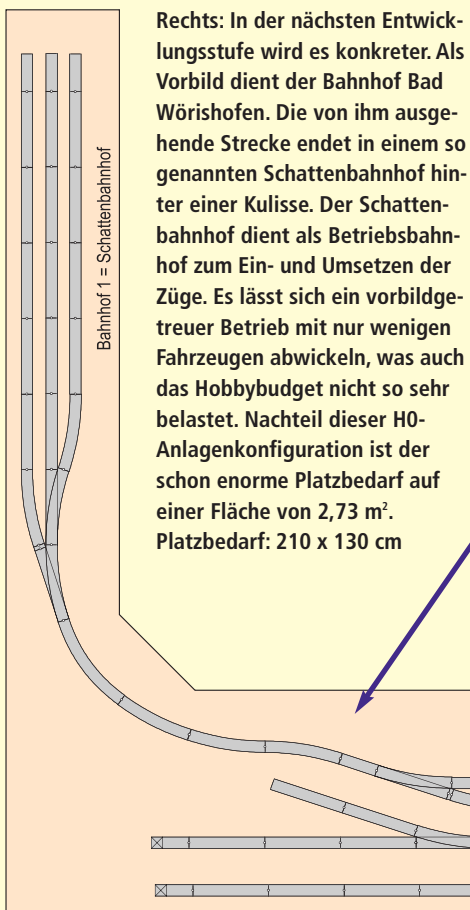 Rechts: In der nächsten Entwick-
lungsstufe wird es konkreter. Als
Vorbild dient der Bahnhof Bad
Wörishofen. Die von ihm ausge-
hende Strecke endet in einem so
genannten Schattenbahnhof hin-
ter einer Kulisse. Der Schatten-
bahnhof dient als Betriebsbahn-
hof zum Ein- und Umsetzen der
Züge. Es lässt sich ein vorbildge-
treuer Betrieb mit nur wenigen
Fahrzeugen abwickeln, was auch
das Hobbybudget nicht so sehr
belastet. Nachteil dieser H0-
Anlagenkonfiguration ist der
schon enorme Platzbedarf auf
einer Fläche von 2,73 m².
Platzbedarf: 210 x 130 cm
Bahnhof 1 = Schattenbahnhof